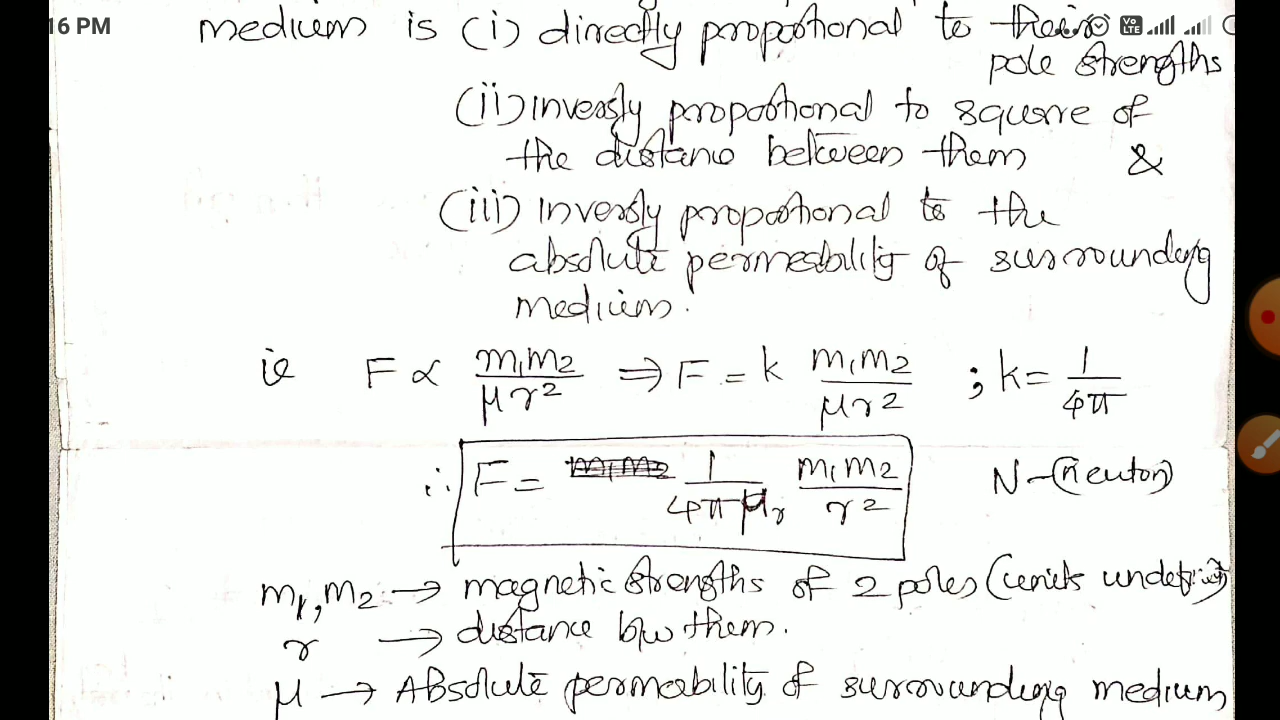 16 PM Vo LTE
medium is (i) directly proportional to their
pole strengths
(ii) inversly proportional to square of
the distance between them &
(iii) inversly proportional to the
absolute permeability of surrounding
medium.
ie F ∝ m₁m₂/μr² ⇒ F = k m₁m₂/μr² ; k = 1/4π
∴ F = 1/4πμᵣ m₁m₂/r² N-(neuton)
m₁, m₂ → magnetic strengths of 2 poles (units undefined)
r → distance b/w them.
μ → Absolute permeability of surrounding medium